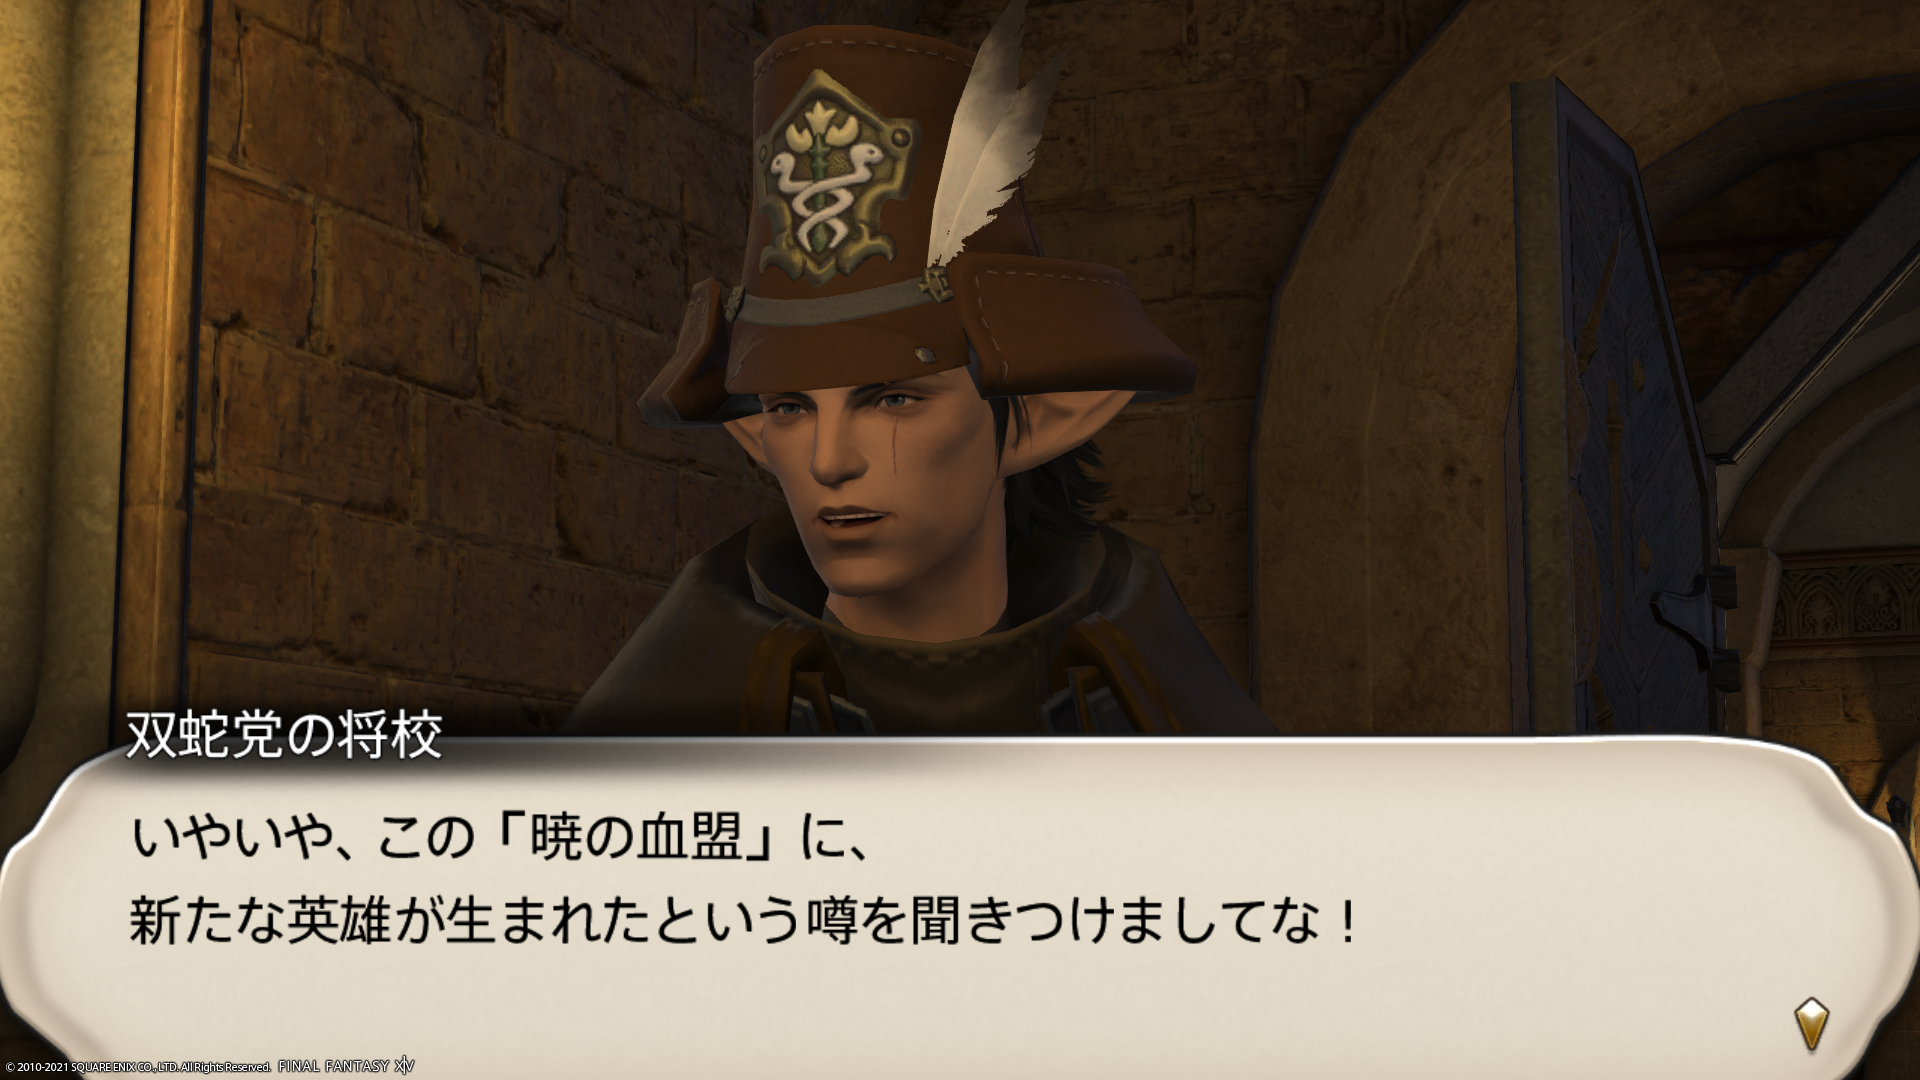 双蛇党の将校
いやいや、この「暁の血盟」に、
新たな英雄が生まれたという噂を聞きつけましてな！
© 2010-2021 SQUARE ENIX CO., LTD. All Rights Reserved. FINAL FANTASY XIV